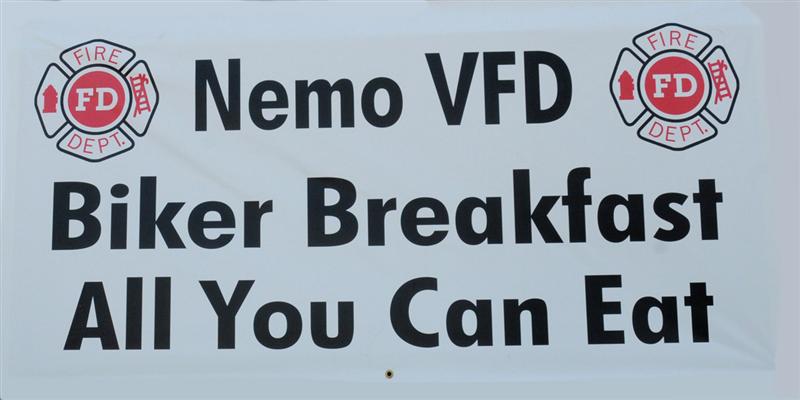 FIRE
FD
DEPT.
Nemo VFD
FIRE
FD
DEPT.
Biker Breakfast
All You Can Eat